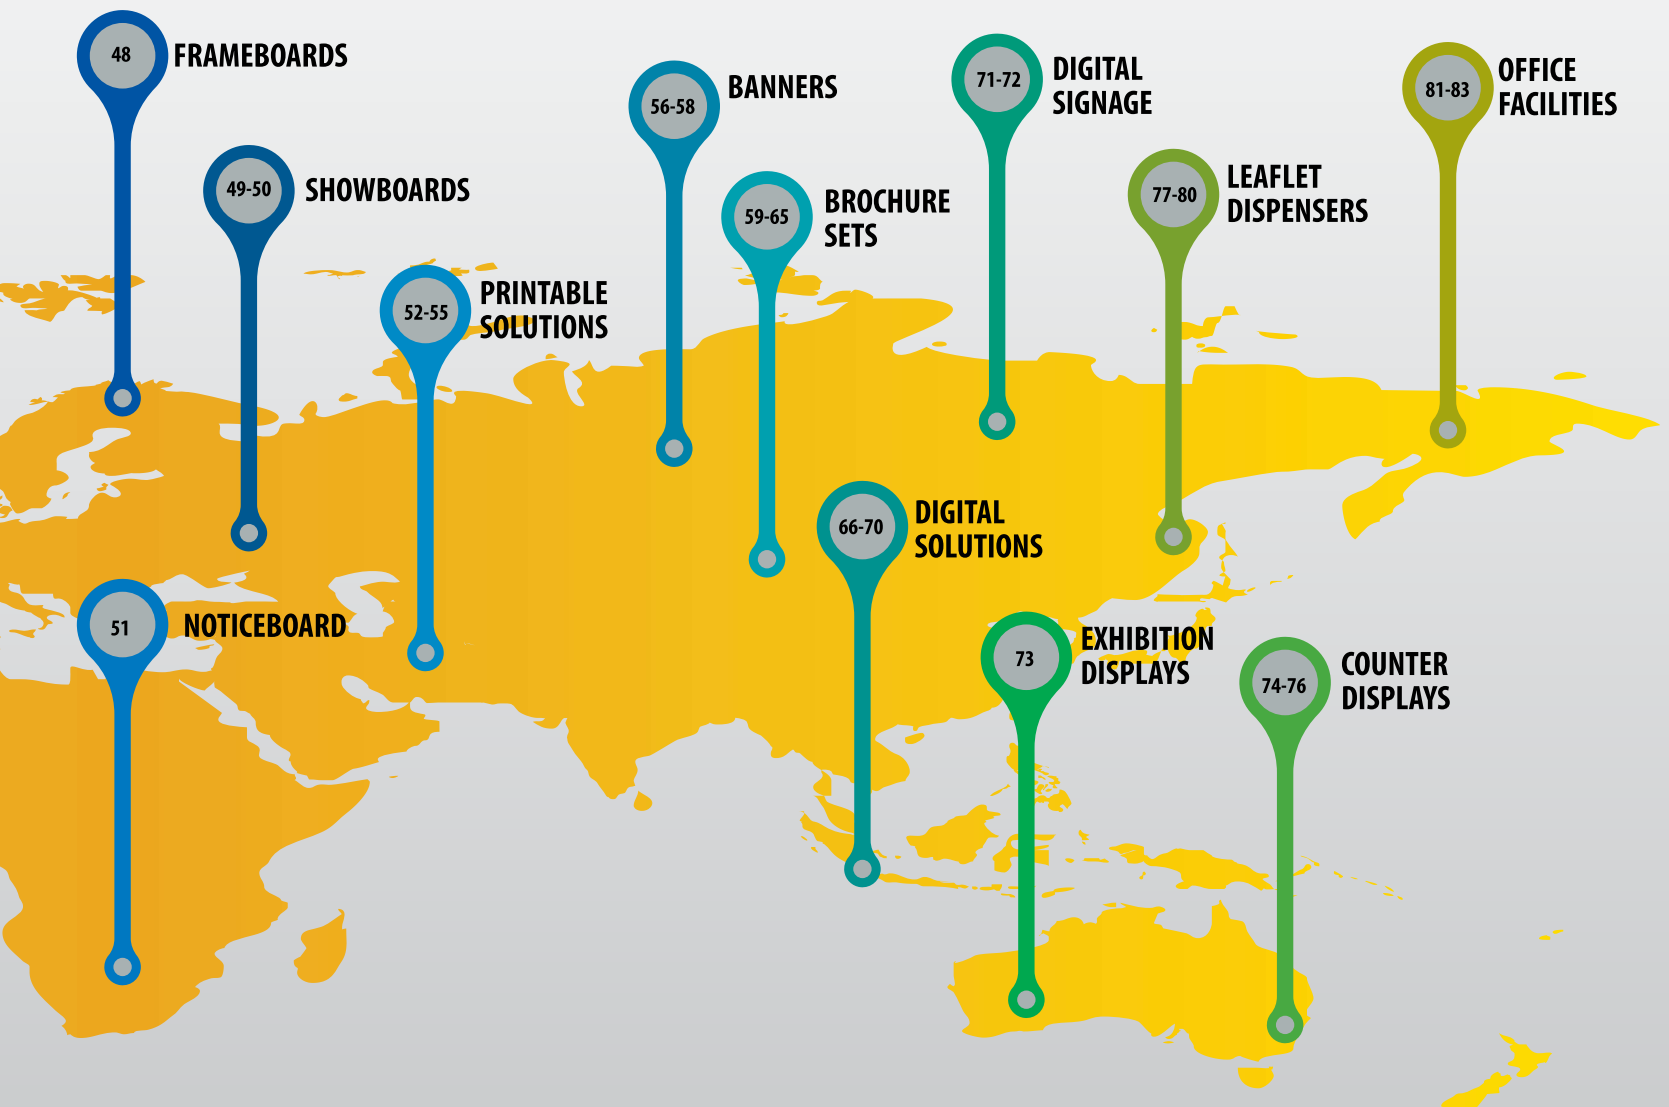 48
FRAMEBOARDS
49-50
SHOWBOARDS
51
NOTICEBOARD
52-55
PRINTABLE
SOLUTIONS
56-58
BANNERS
59-65
BROCHURE
SETS
66-70
DIGITAL
SOLUTIONS
71-72
DIGITAL
SIGNAGE
73
EXHIBITION
DISPLAYS
74-76
COUNTER
DISPLAYS
77-80
LEAFLET
DISPENSERS
81-83
OFFICE
FACILITIES